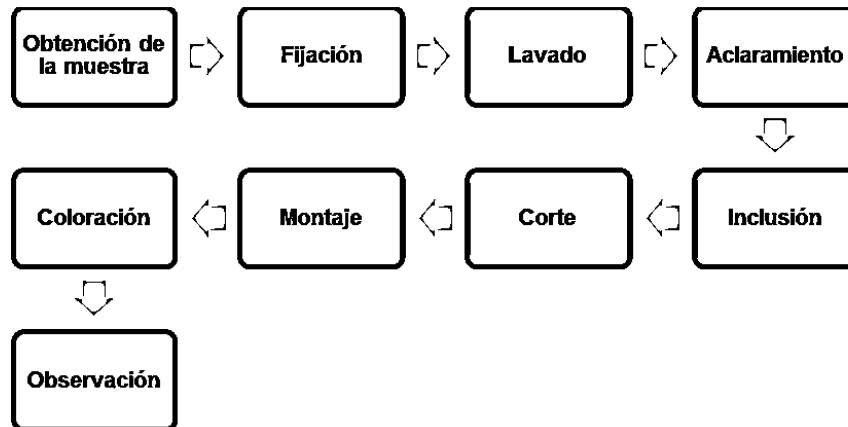 Obtención de
la muestra
Fijación
Lavado
Aclaramiento
Inclusión
Corte
Montaje
Coloración
Observación